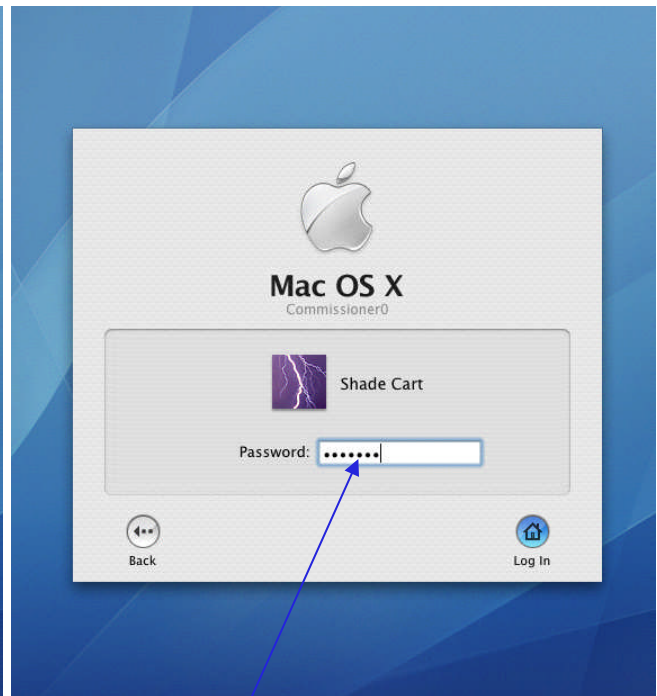 Mac OS X
Commissioner0
Shade Cart
Password: •••••••
Back
Log In